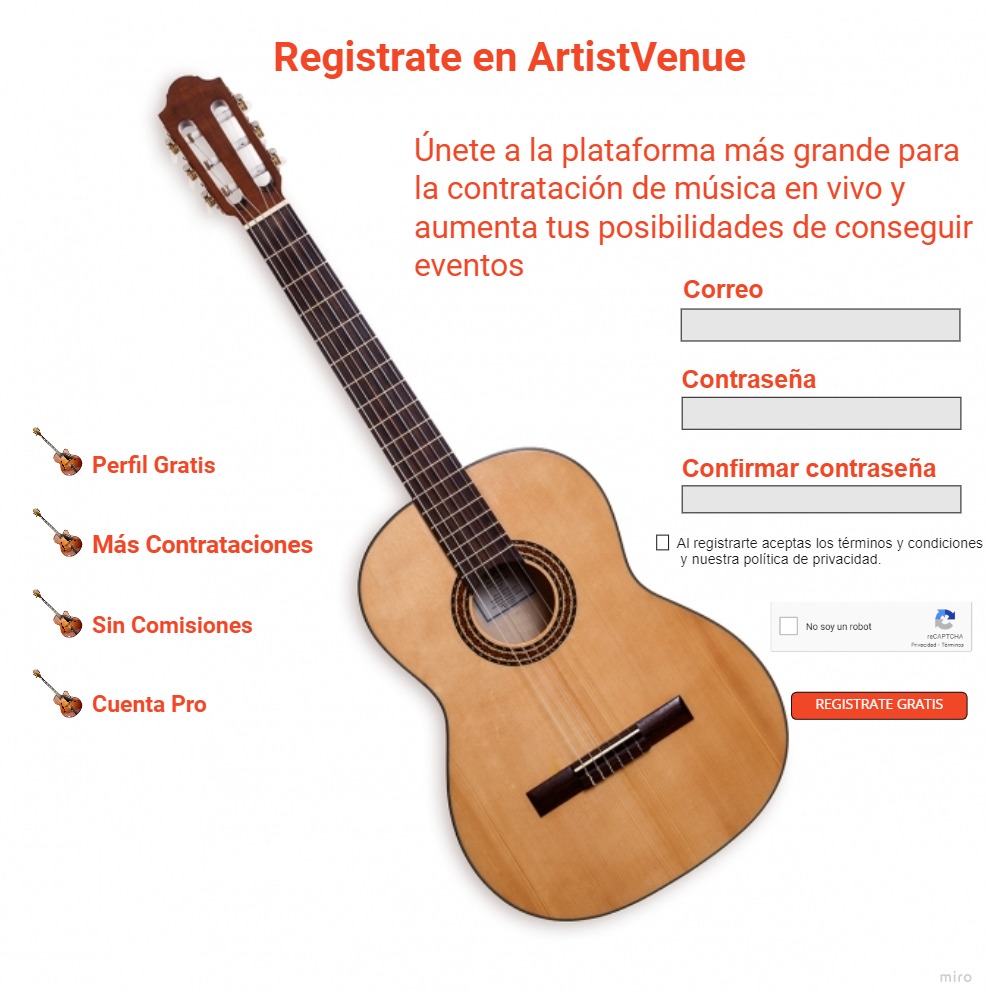 Registrate en ArtistVenue
Únete a la plataforma más grande para
la contratación de música en vivo y
aumenta tus posibilidades de conseguir
eventos
Correo
Contraseña
Confirmar contraseña
Al registrarte aceptas los términos y condiciones
y nuestra política de privacidad.
No soy un robot
reCAPTCHA
Privacidad - Términos
REGISTRATE GRATIS
Perfil Gratis
Más Contrataciones
Sin Comisiones
Cuenta Pro
miro